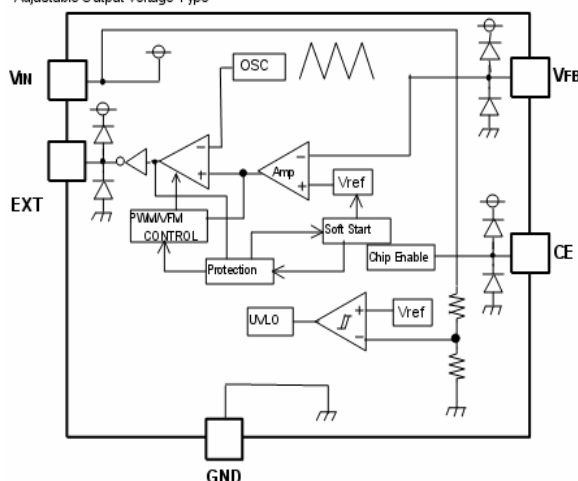 Adjustable Output Voltage Type
VIN
OSC
VFB
EXT
Amp
Vref
PWM/VFM
CONTROL
Soft Start
Chip Enable
CE
Protection
UVLO
Vref
GND